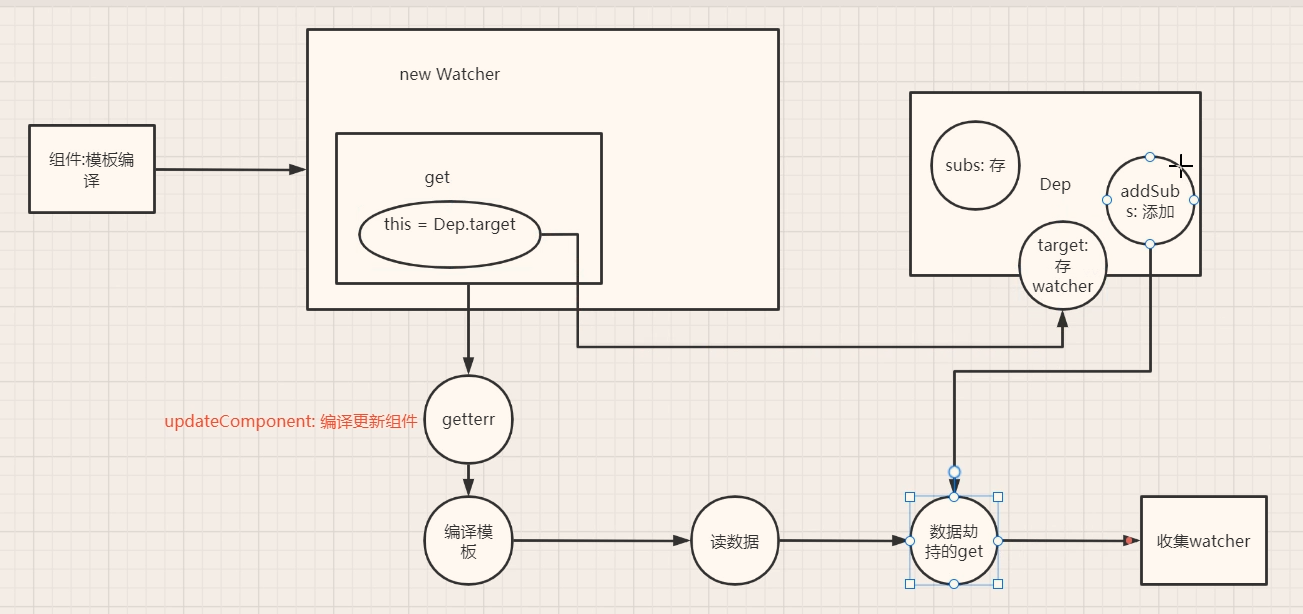 new Watcher
组件:模板编
译
get
this = Dep.target
subs: 存
Dep
addSub
s: 添加
target:
存
watcher
updateComponent: 编译更新组件
getterr
编译模
板
读数据
数据劫
持的get
收集watcher